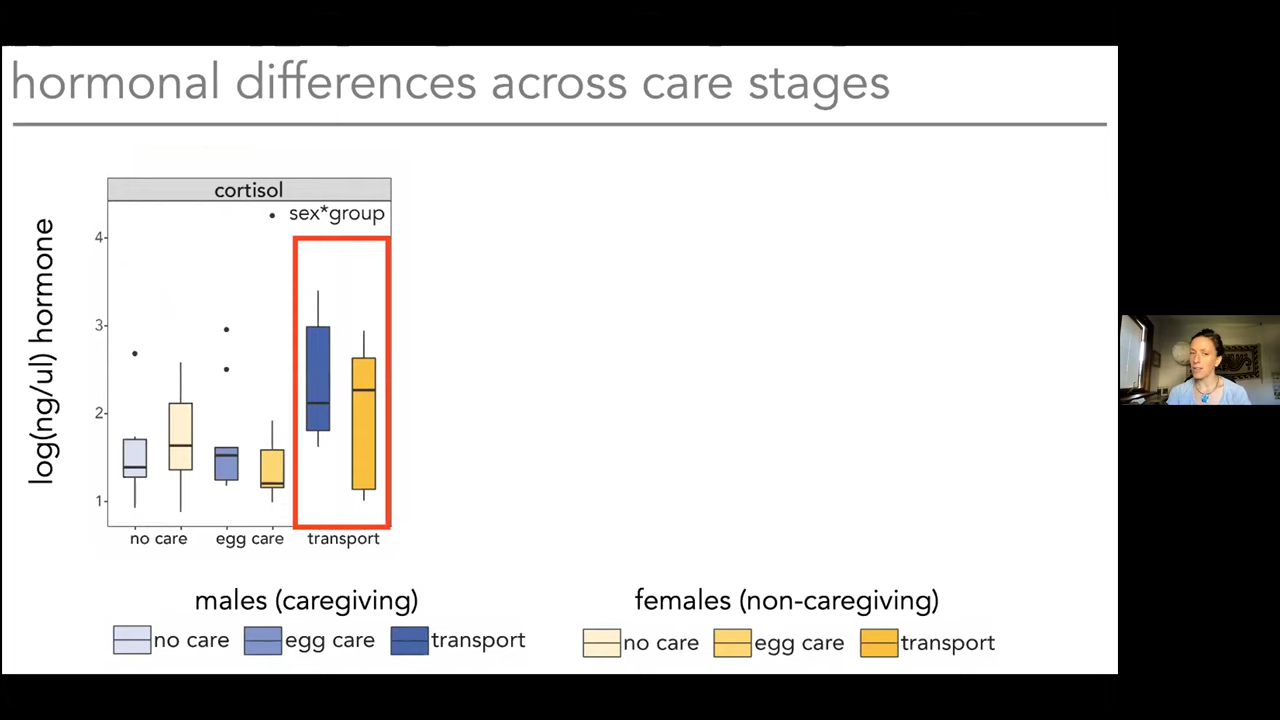 hormonal differences across care stages
cortisol
sex*group
log(ng/ul) hormone
4
3
2
1
no care egg care transport
males (caregiving)
no care egg care transport
females (non-caregiving)
no care egg care transport